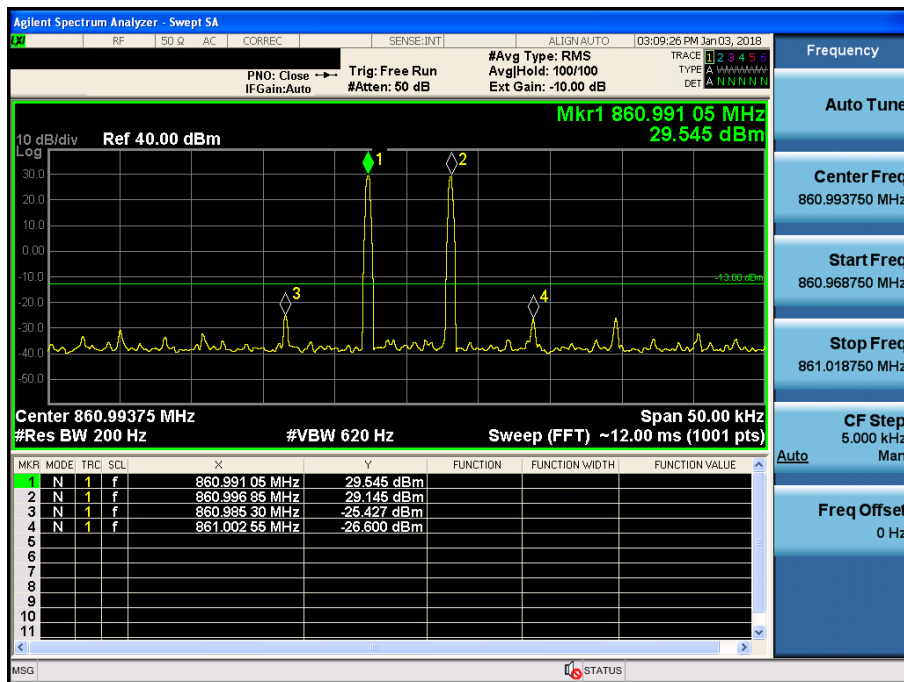 Agilent Spectrum Analyzer - Swept SA
LXI RF 50 Ω AC CORREC SENSE:INT ALIGN AUTO 03:09:26 PM Jan 03, 2018
PNO: Close Trig: Free Run #Avg Type: RMS TRACE 1 2 3 4 5 6
IFGain:Auto #Atten: 50 dB Avg|Hold: 100/100 TYPE A WWWWWW
Ext Gain: -10.00 dB DET A N N N N N
Mkr1 860.991 05 MHz
29.545 dBm
10 dB/div Ref 40.00 dBm
Log
30.0
20.0
10.0
0.00
-10.0
-20.0
-30.0
-40.0
-50.0
1
2
3
4
-13.00 dBm
Center 860.99375 MHz Span 50.00 kHz
#Res BW 200 Hz #VBW 620 Hz Sweep (FFT) ~12.00 ms (1001 pts)
MKR MODE TRC SCL X Y FUNCTION FUNCTION WIDTH FUNCTION VALUE
1 N 1 f 860.991 05 MHz 29.545 dBm
2 N 1 f 860.996 85 MHz 29.145 dBm
3 N 1 f 860.985 30 MHz -25.427 dBm
4 N 1 f 861.002 55 MHz -26.600 dBm
5
6
7
8
9
10
11
MSG STATUS
Frequency
Auto Tune
Center Freq
860.993750 MHz
Start Freq
860.968750 MHz
Stop Freq
861.018750 MHz
CF Step
5.000 kHz
Auto Man
Freq Offset
0 Hz